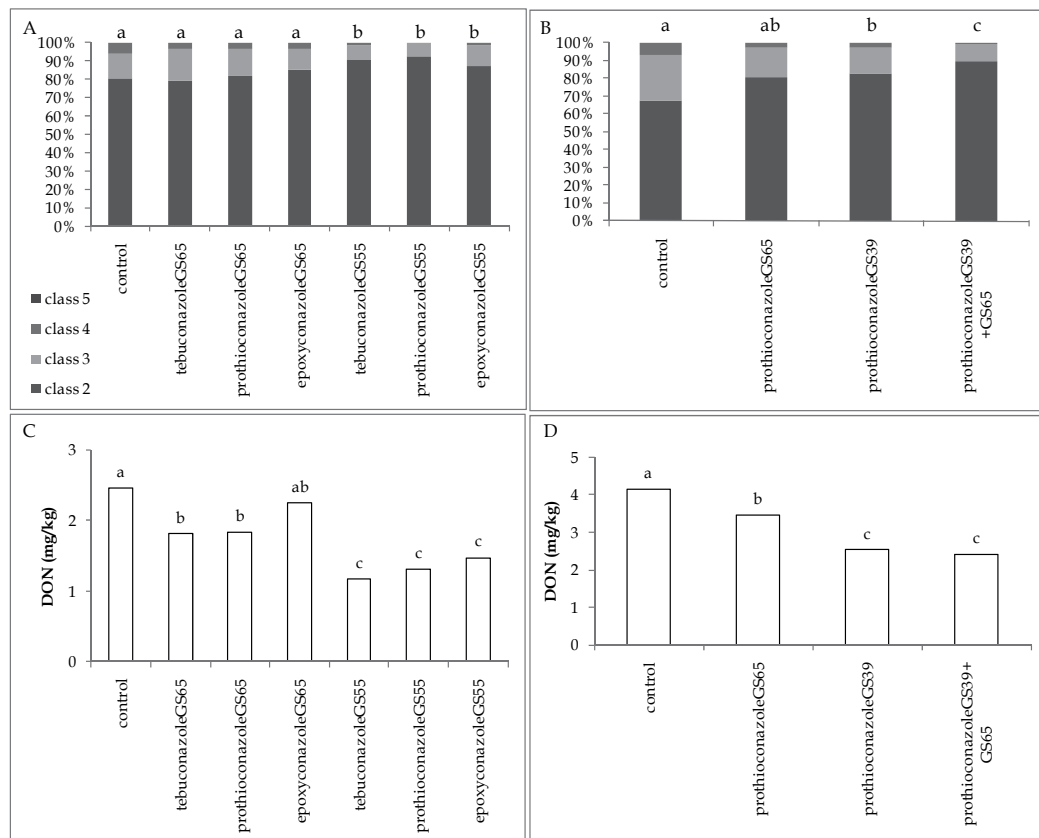 A
a a a a b b b
100%
90%
80%
70%
60%
50%
40%
30%
20%
10%
0%
control
tebuconazoleGS65
prothioconazoleGS65
epoxyconazoleGS65
tebuconazoleGS55
prothioconazoleGS55
epoxyconazoleGS55
class 5
class 4
class 3
class 2
B
a ab b c
100%
90%
80%
70%
60%
50%
40%
30%
20%
10%
0%
control
prothioconazoleGS65
prothioconazoleGS39
prothioconazoleGS39
+GS65
C
DON (mg/kg)
3
2
1
0
a b b ab c c c
control
tebuconazoleGS65
prothioconazoleGS65
epoxyconazoleGS65
tebuconazoleGS55
prothioconazoleGS55
epoxyconazoleGS55
D
DON (mg/kg)
5
4
3
2
1
0
a b c c
control
prothioconazoleGS65
prothioconazoleGS39
prothioconazoleGS39+
GS65